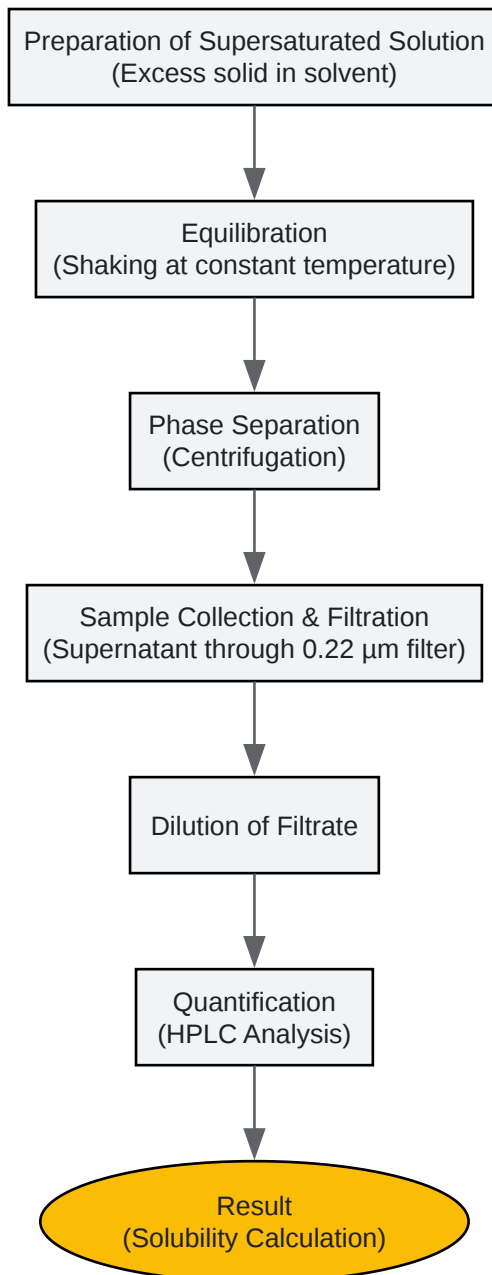 Preparation of Supersaturated Solution
(Excess solid in solvent)
Equilibration
(Shaking at constant temperature)
Phase Separation
(Centrifugation)
Sample Collection & Filtration
(Supernatant through 0.22 µm filter)
Dilution of Filtrate
Quantification
(HPLC Analysis)
Result
(Solubility Calculation)